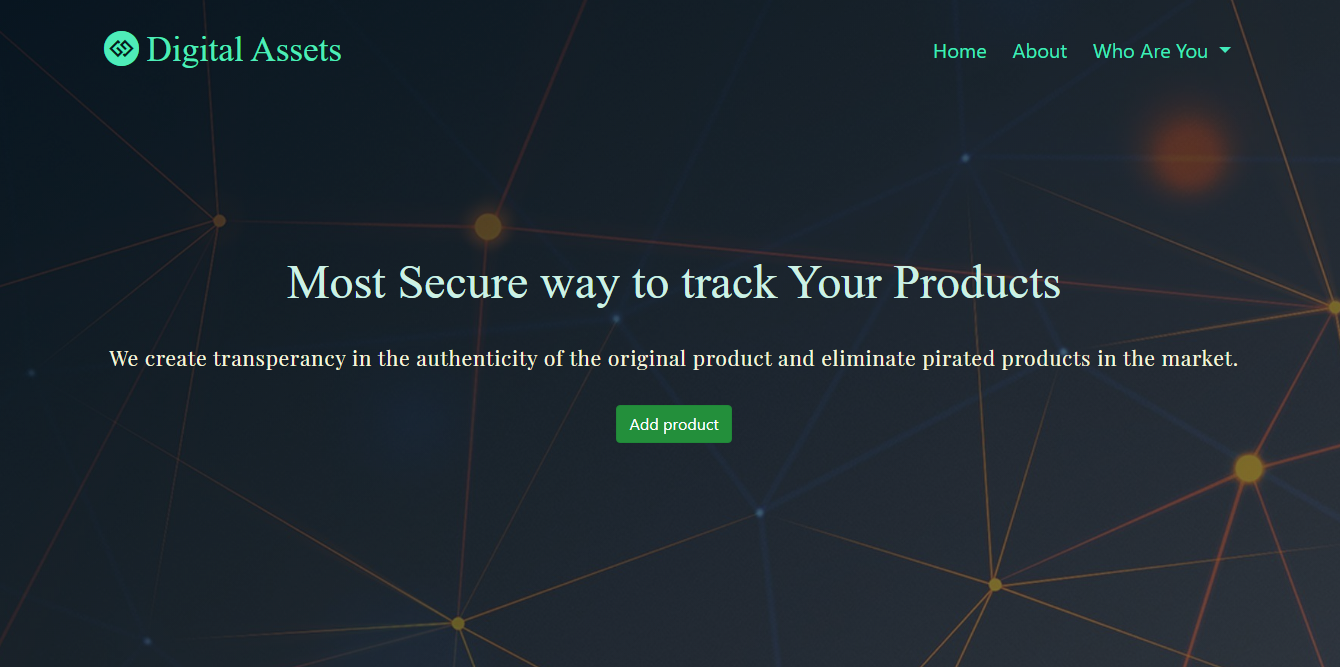 Digital Assets
Home About Who Are You
Most Secure way to track Your Products
We create transperancy in the authenticity of the original product and eliminate pirated products in the market.
Add product